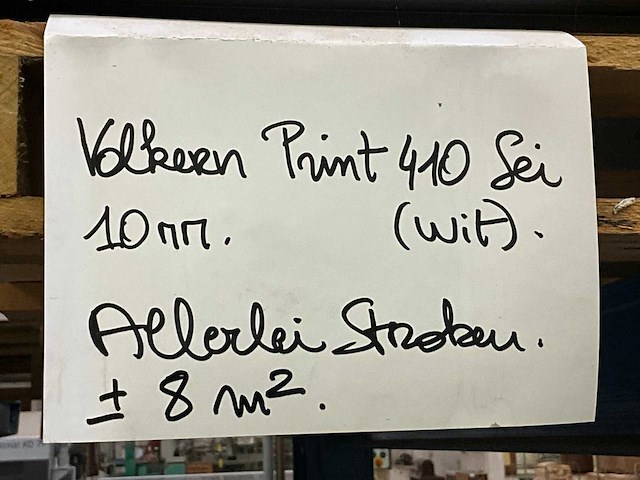 Volkern Print 410 Sei
10mm. (wit).
Allerlei Stroken.
± 8 m².